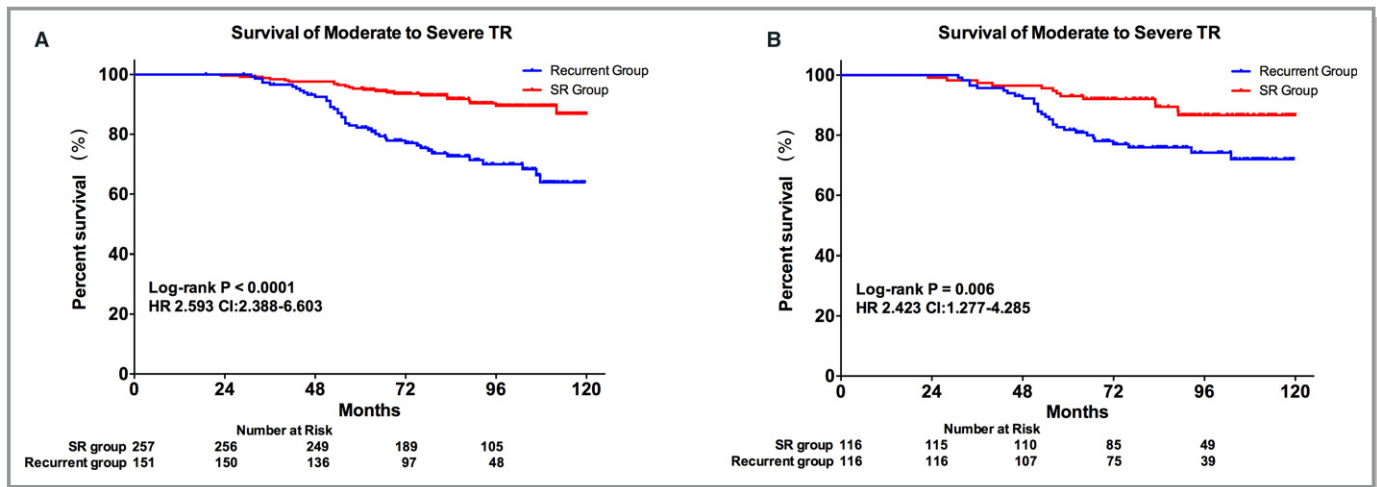 A
Survival of Moderate to Severe TR
Recurrent Group
SR Group
Percent survival (%)
100
80
60
40
20
0
Log-rank P < 0.0001
HR 2.593 CI:2.388-6.603
0 24 48 72 96 120
Months
Number at Risk
SR group 257 256 249 189 105
Recurrent group 151 150 136 97 48
B
Survival of Moderate to Severe TR
Recurrent Group
SR Group
Percent survival (%)
100
80
60
40
20
0
Log-rank P = 0.006
HR 2.423 CI:1.277-4.285
0 24 48 72 96 120
Months
Number at Risk
SR group 116 115 110 85 49
Recurrent group 116 116 107 75 39